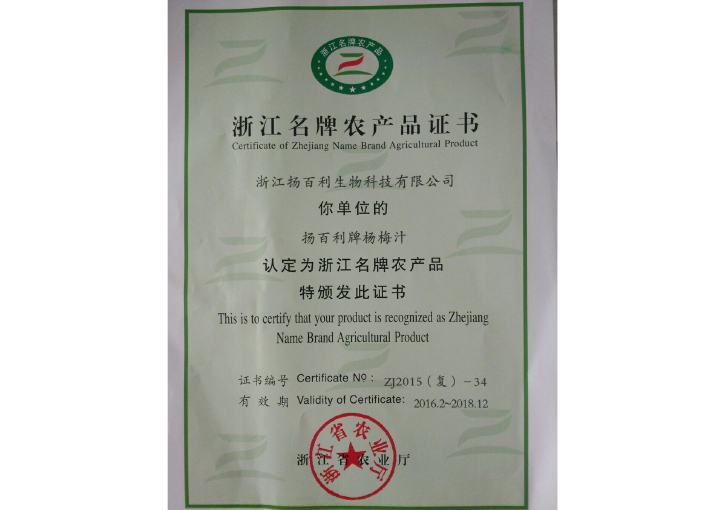 浙江名牌农产品
浙江名牌农产品证书
Certificate of Zhejiang Name Brand Agricultural Product
浙江扬百利生物科技有限公司
你单位的
扬百利牌杨梅汁
认定为浙江名牌农产品
特颁发此证书
This is to certify that your product is recognized as Zhejiang
Name Brand Agricultural Product
证书编号 Certificate Nº: ZJ2015(复)-34
有效期 Validity of Certificate: 2016.2~2018.12
浙江省农业厅
浙江省农业厅